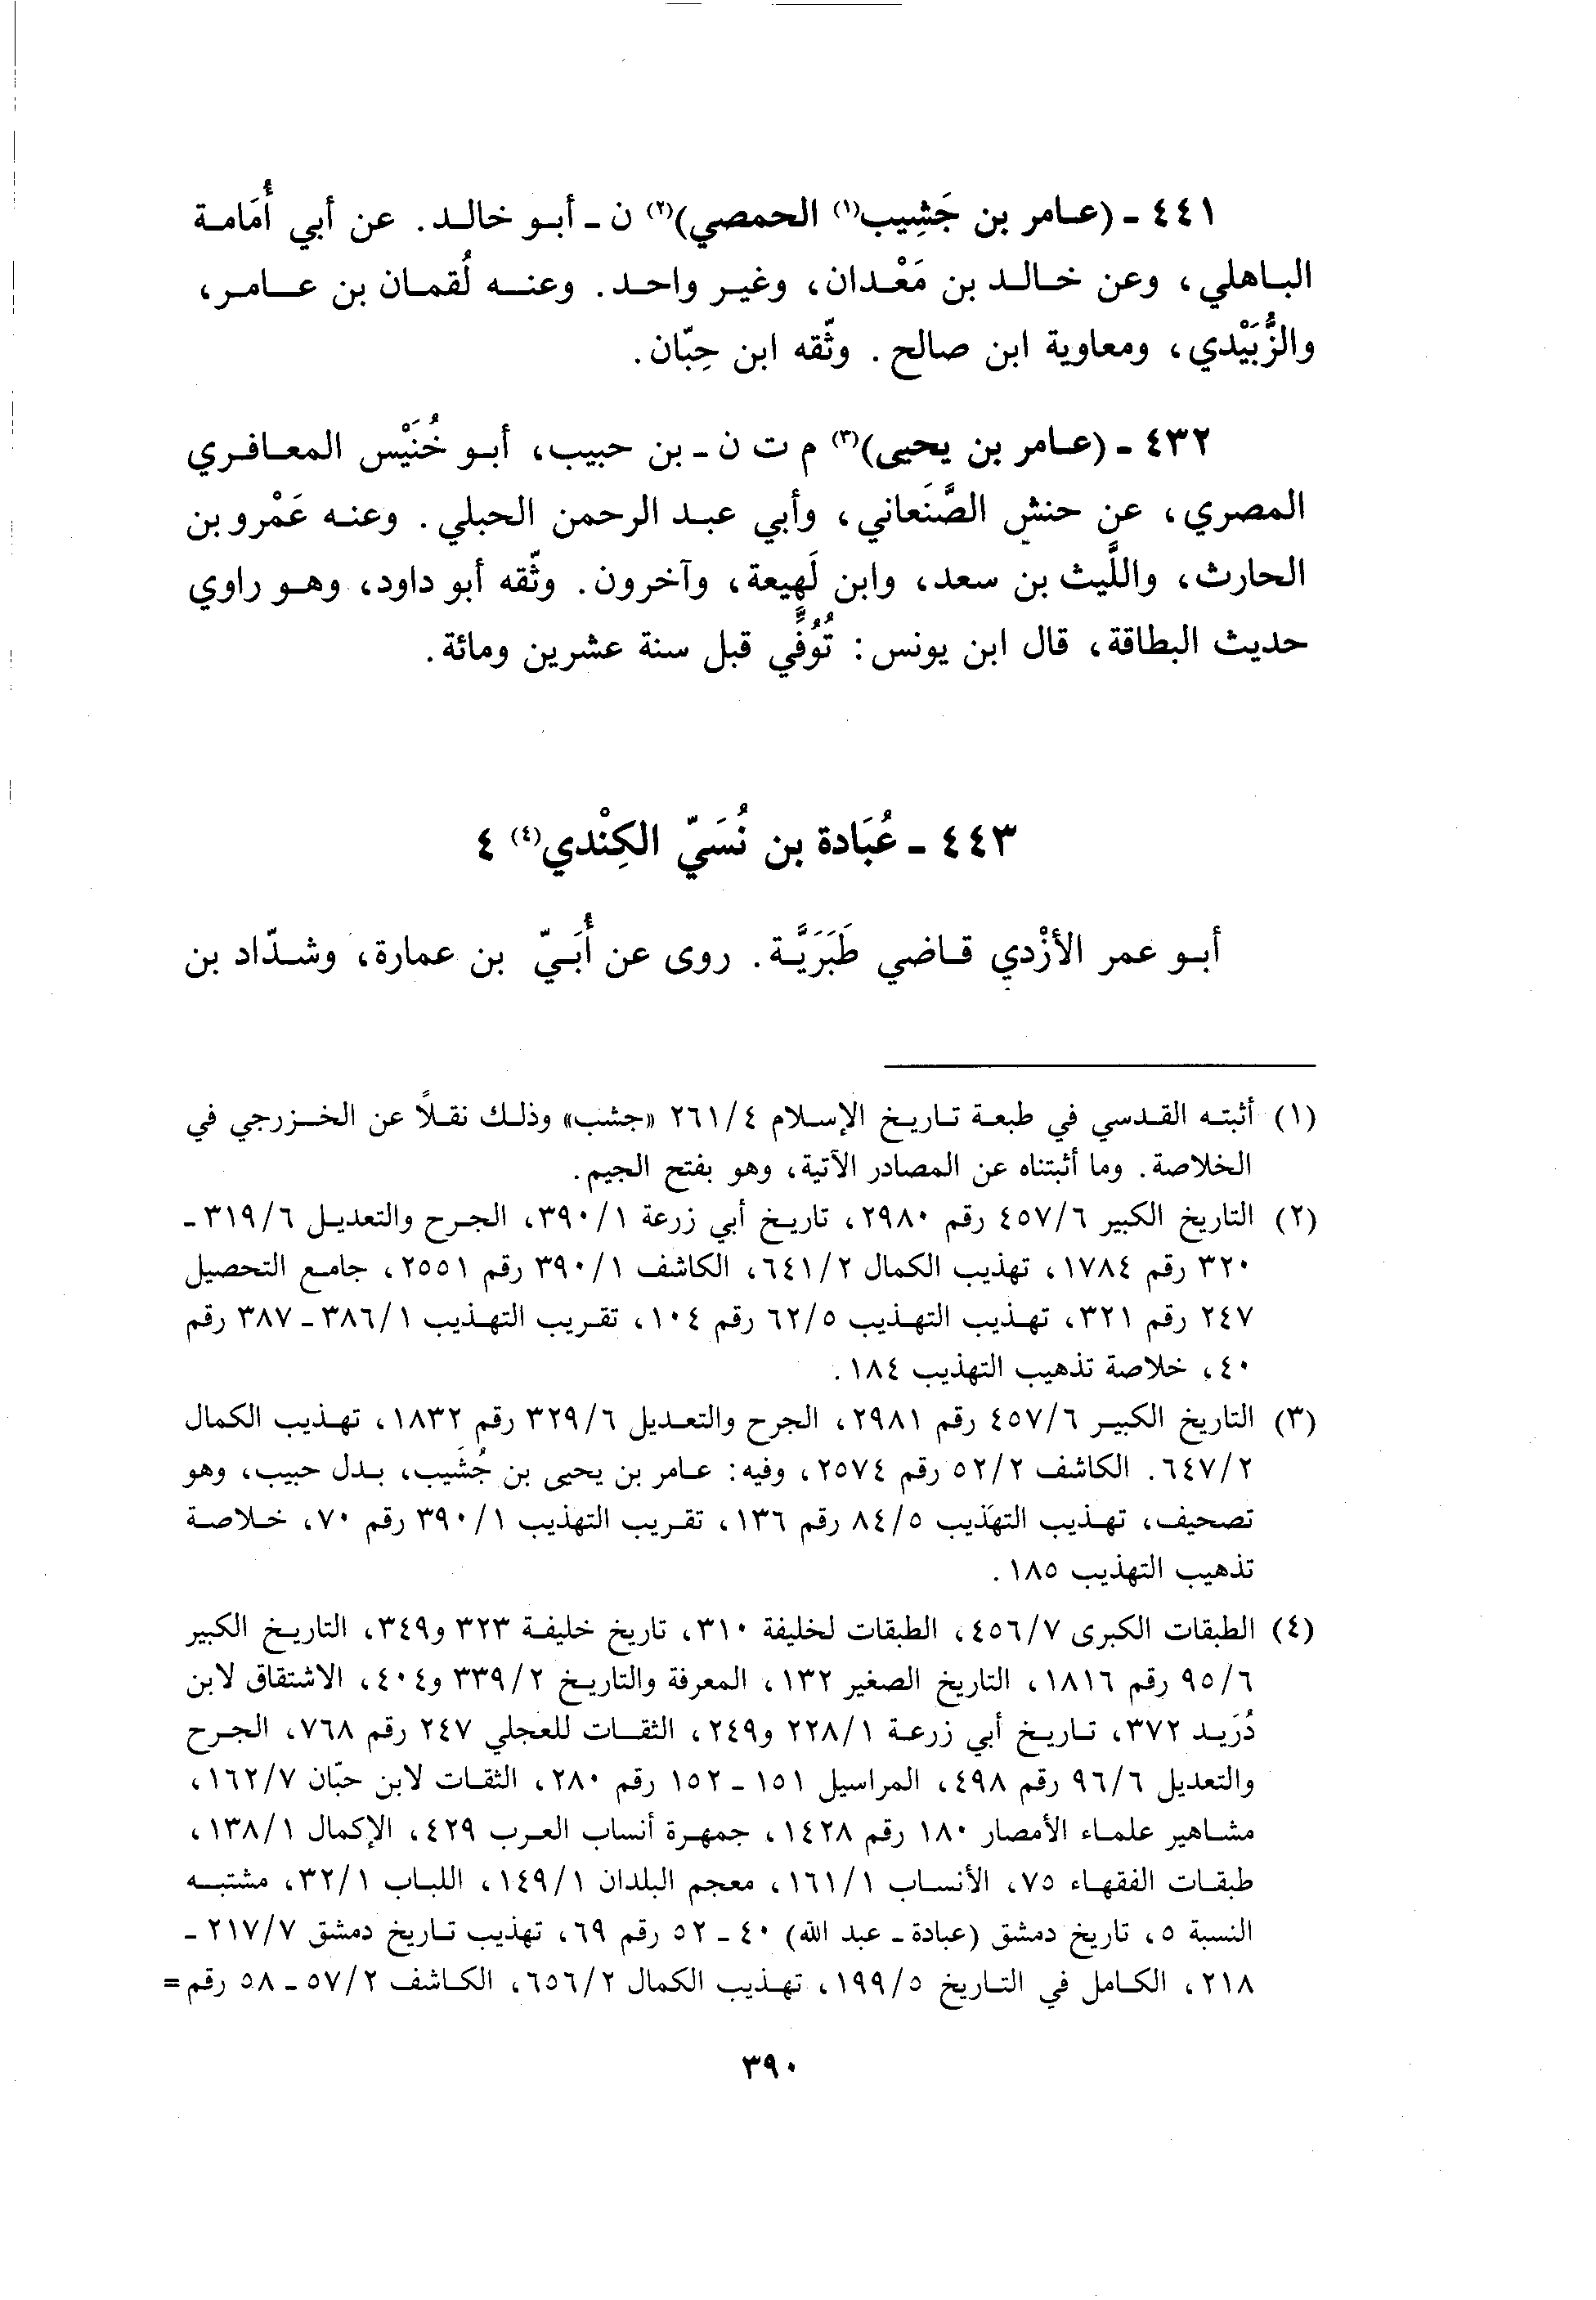 ٤٤١ - (عامر بن جَشِيب(١) الحمصي)(٢) ن - أبو خالد. عن أبي أُمَامة
الباهلي، وعن خالد بن مَعْدان، وغير واحد. وعنه لُقمان بن عامر،
والزُّبَيْدي، ومعاوية ابن صالح. وثّقه ابن حِبّان.
٤٣٢ - (عامر بن يحيى)(٣) م ت ن - بن حبيب، أبو خُنَيْس المعافري
المصري، عن حنش الصَّنَعاني، وأبي عبد الرحمن الحبلي. وعنه عَمْرو بن
الحارث، واللَّيث بن سعد، وابن لَهِيعة، وآخرون. وثّقه أبو داود، وهو راوي
حديث البطاقة، قال ابن يونس: تُوُفِّي قبل سنة عشرين ومائة.
٤٤٣ - عُبَادة بن نُسَيّ الكِنْدي(٤) ٤
أبو عمر الأزْدي قاضي طَبَرَيَّة. روى عن أُبَيّ بن عمارة، وشدّاد بن
(١) أثبته القدسي في طبعة تاريخ الإسلام ٢٦١/٤ «جشب» وذلك نقلاً عن الخزرجي في
الخلاصة. وما أثبتناه عن المصادر الآتية، وهو بفتح الجيم.
(٢) التاريخ الكبير ٤٥٧/٦ رقم ٢٩٨٠، تاريخ أبي زرعة ٣٩٠/١، الجرح والتعديل ٣١٩/٦ -
٣٢٠ رقم ١٧٨٤، تهذيب الكمال ٦٤١/٢، الكاشف ٣٩٠/١ رقم ٢٥٥١، جامع التحصيل
٢٤٧ رقم ٣٢١، تهذيب التهذيب ٦٢/٥ رقم ١٠٤، تقريب التهذيب ٣٨٦/١ - ٣٨٧ رقم
٤٠، خلاصة تذهيب التهذيب ١٨٤.
(٣) التاريخ الكبير ٤٥٧/٦ رقم ٢٩٨١، الجرح والتعديل ٣٢٩/٦ رقم ١٨٣٢، تهذيب الكمال
٦٤٧/٢. الكاشف ٥٢/٢ رقم ٢٥٧٤، وفيه: عامر بن يحيى بن جُشَيب، بدل حبيب، وهو
تصحيف، تهذيب التهذيب ٨٤/٥ رقم ١٣٦، تقريب التهذيب ٣٩٠/١ رقم ٧٠، خلاصة
تذهيب التهذيب ١٨٥.
(٤) الطبقات الكبرى ٤٥٦/٧، الطبقات لخليفة ٣١٠، تاريخ خليفة ٣٢٣ و٣٤٩، التاريخ الكبير
٩٥/٦ رقم ١٨١٦، التاريخ الصغير ١٣٢، المعرفة والتاريخ ٣٣٩/٢ و٤٠٤، الاشتقاق لابن
دُرَيد ٣٧٢، تاريخ أبي زرعة ٢٢٨/١ و٢٤٩، الثقات للعجلي ٢٤٧ رقم ٧٦٨، الجرح
والتعديل ٩٦/٦ رقم ٤٩٨، المراسيل ١٥١ - ١٥٢ رقم ٢٨٠، الثقات لابن حبّان ١٦٢/٧،
مشاهير علماء الأمصار ١٨٠ رقم ١٤٢٨، جمهرة أنساب العرب ٤٢٩، الإكمال ١٣٨/١،
طبقات الفقهاء ٧٥، الأنساب ١٦١/١، معجم البلدان ١٤٩/١، اللباب ٣٢/١، مشتبه
النسبة ٥، تاريخ دمشق (عبادة - عبد الله) ٤٠ - ٥٢ رقم ٦٩، تهذيب تاريخ دمشق ٢١٧/٧ -
٢١٨، الكامل في التاريخ ١٩٩/٥، تهذيب الكمال ٦٥٦/٢، الكاشف ٥٧/٢ - ٥٨ رقم =
٣٩٠